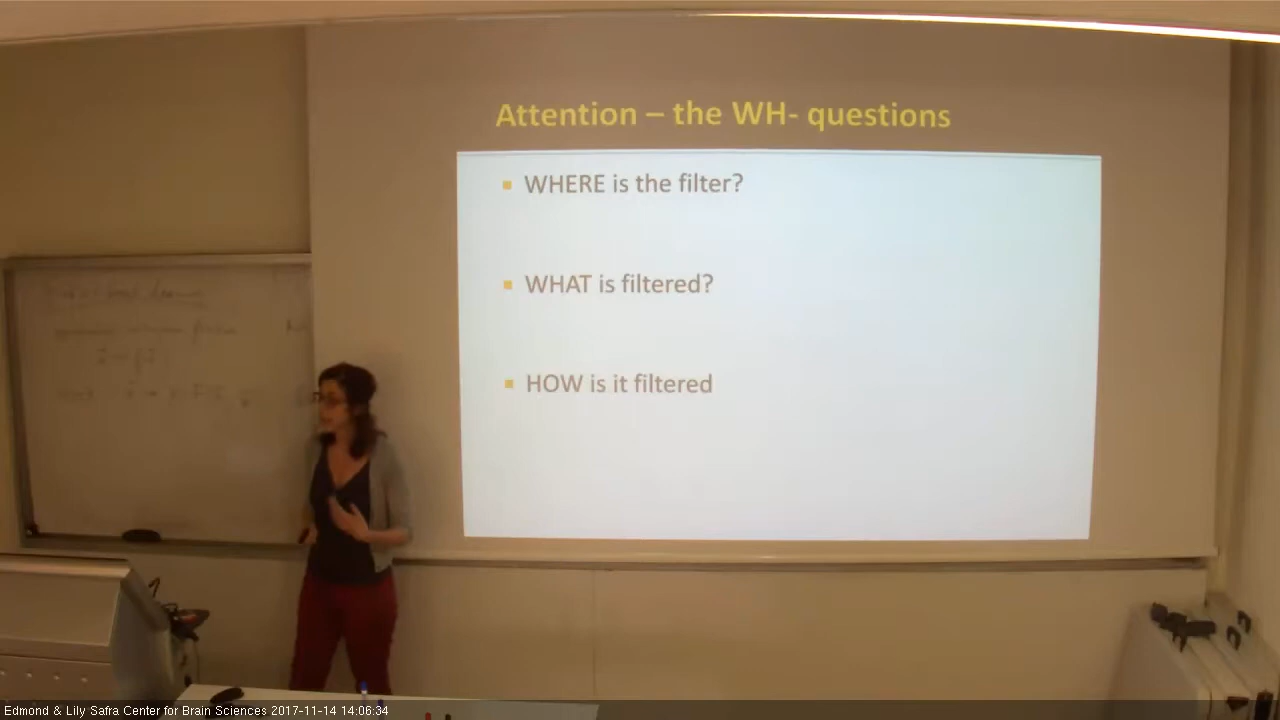 Attention – the WH- questions
▪ WHERE is the filter?
▪ WHAT is filtered?
▪ HOW is it filtered
Edmond & Lily Safra Center for Brain Sciences 2017-11-14 14:06:34